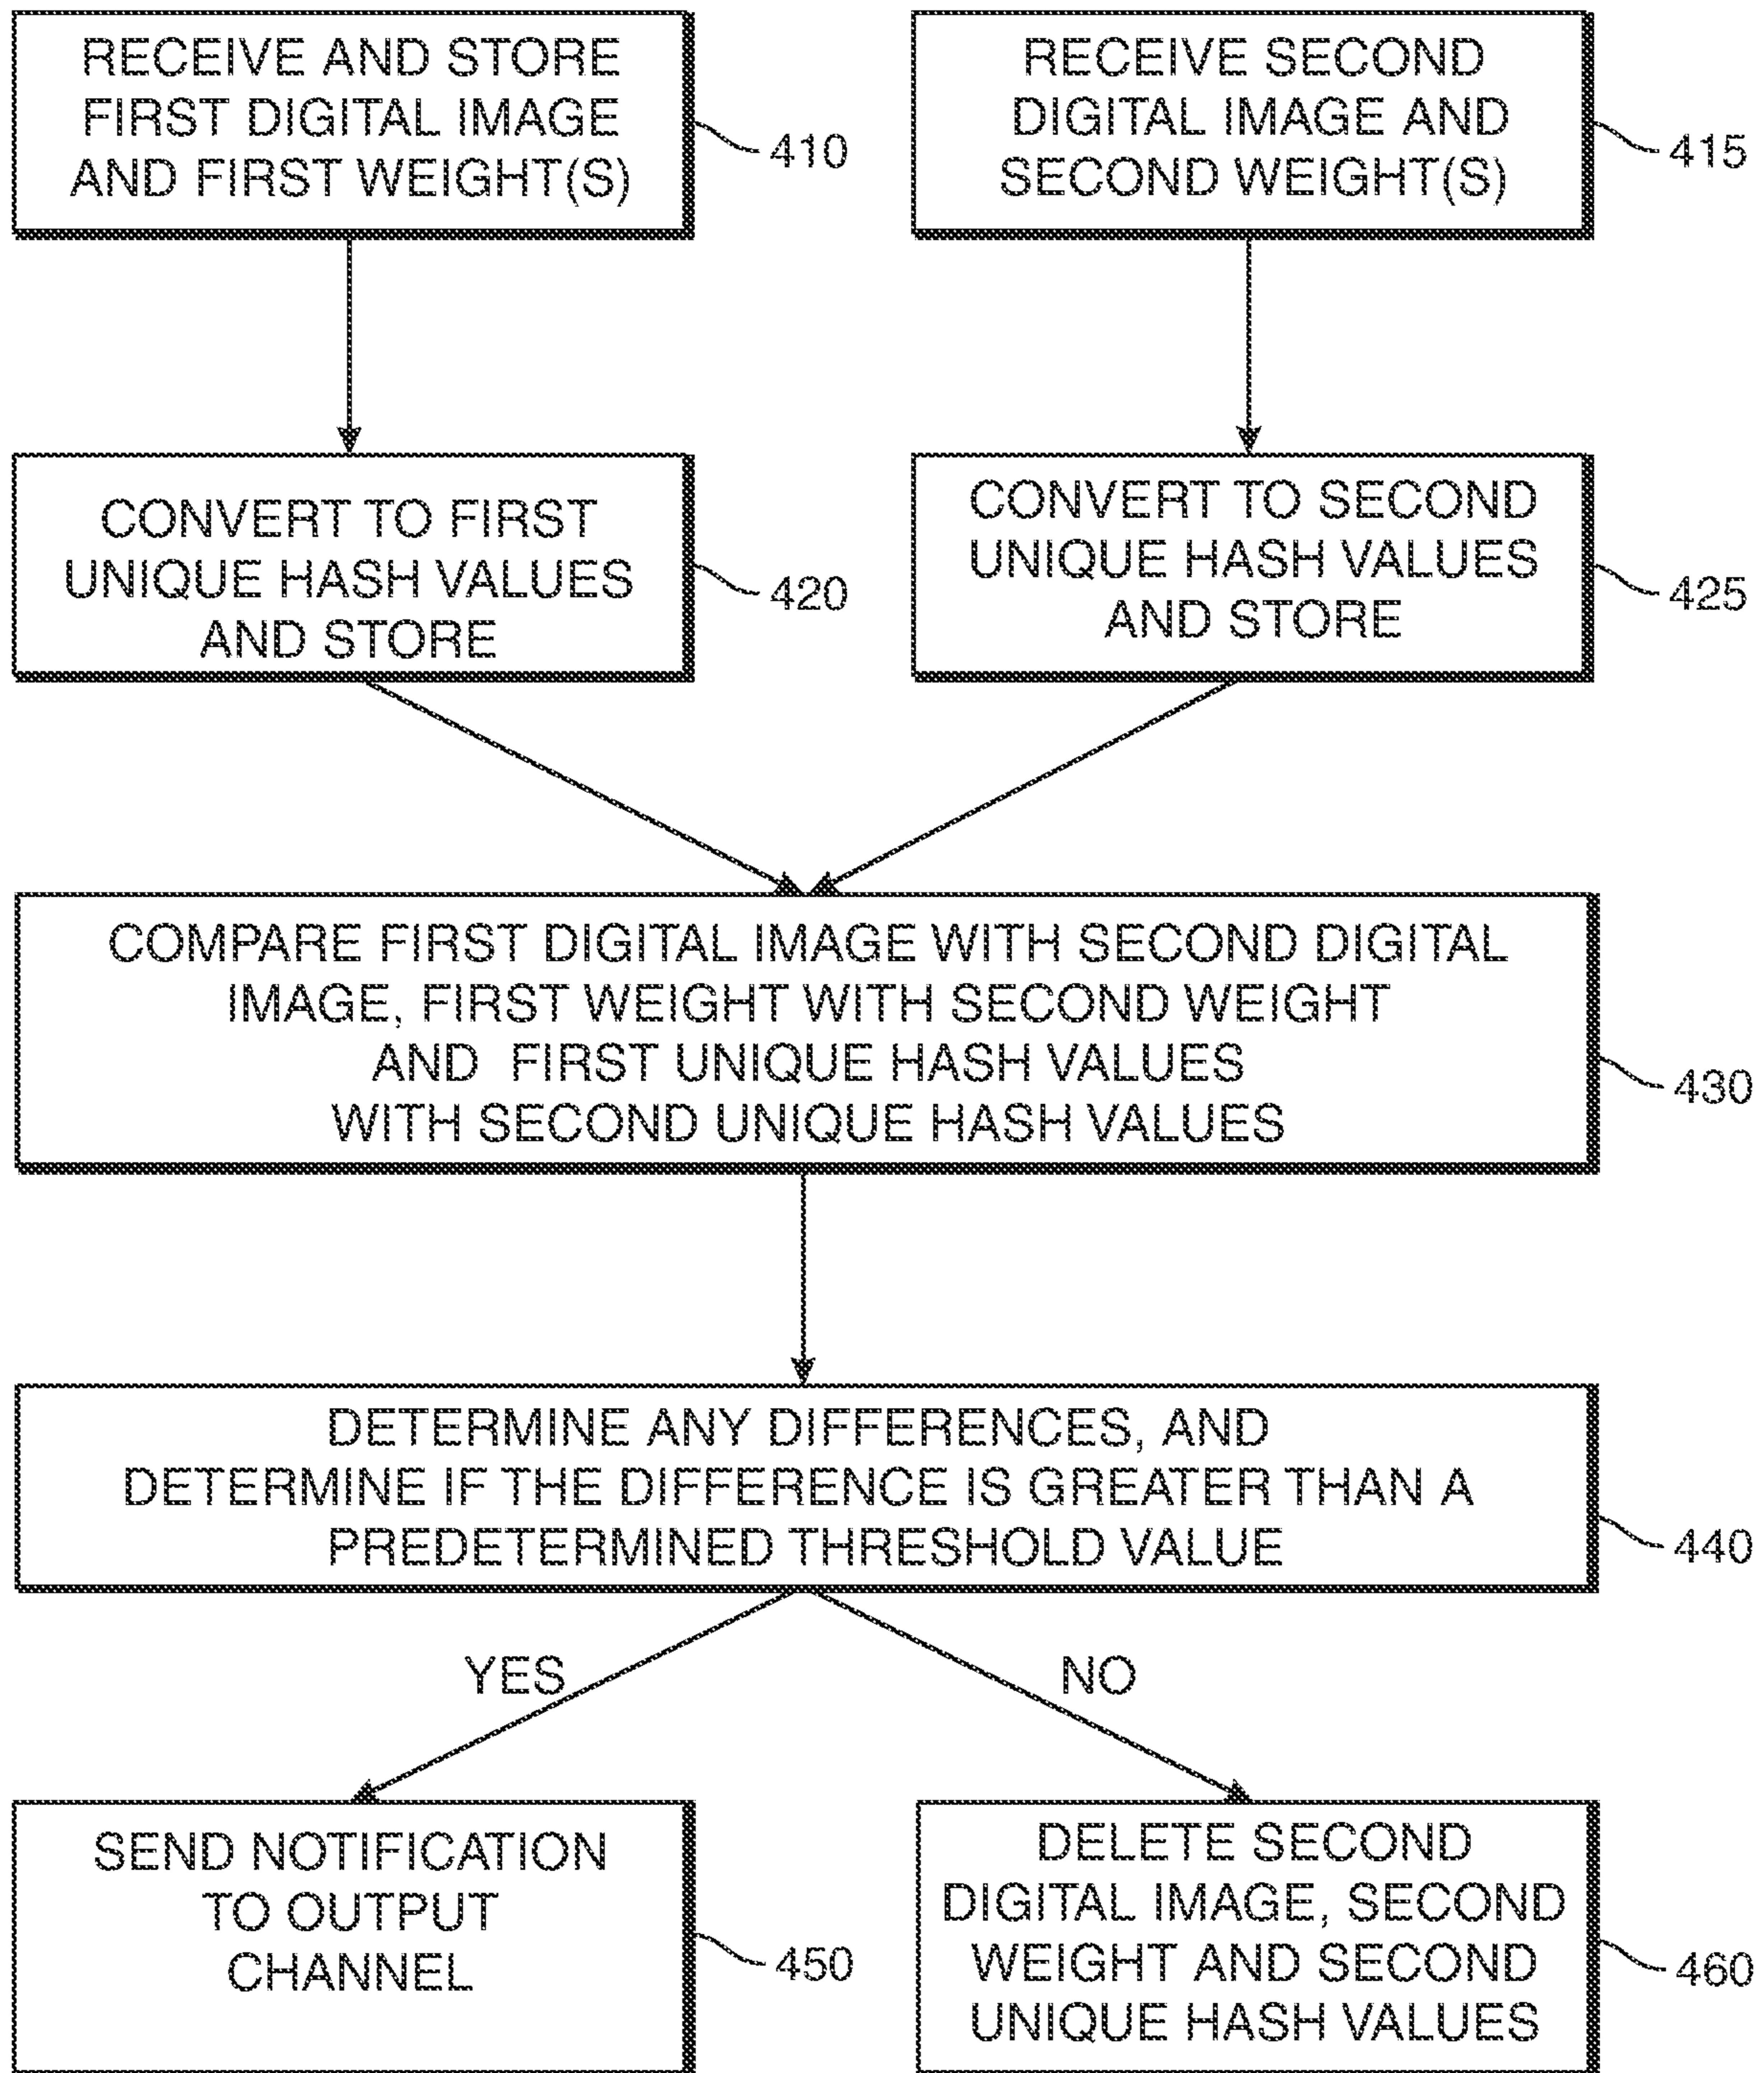 RECEIVE AND STORE
FIRST DIGITAL IMAGE
AND FIRST WEIGHT(S)
410
RECEIVE SECOND
DIGITAL IMAGE AND
SECOND WEIGHT(S)
415
CONVERT TO FIRST
UNIQUE HASH VALUES
AND STORE
420
CONVERT TO SECOND
UNIQUE HASH VALUES
AND STORE
425
COMPARE FIRST DIGITAL IMAGE WITH SECOND DIGITAL
IMAGE, FIRST WEIGHT WITH SECOND WEIGHT
AND FIRST UNIQUE HASH VALUES
WITH SECOND UNIQUE HASH VALUES
430
DETERMINE ANY DIFFERENCES, AND
DETERMINE IF THE DIFFERENCE IS GREATER THAN A
PREDETERMINED THRESHOLD VALUE
440
YES
NO
SEND NOTIFICATION
TO OUTPUT
CHANNEL
450
DELETE SECOND
DIGITAL IMAGE, SECOND
WEIGHT AND SECOND
UNIQUE HASH VALUES
460